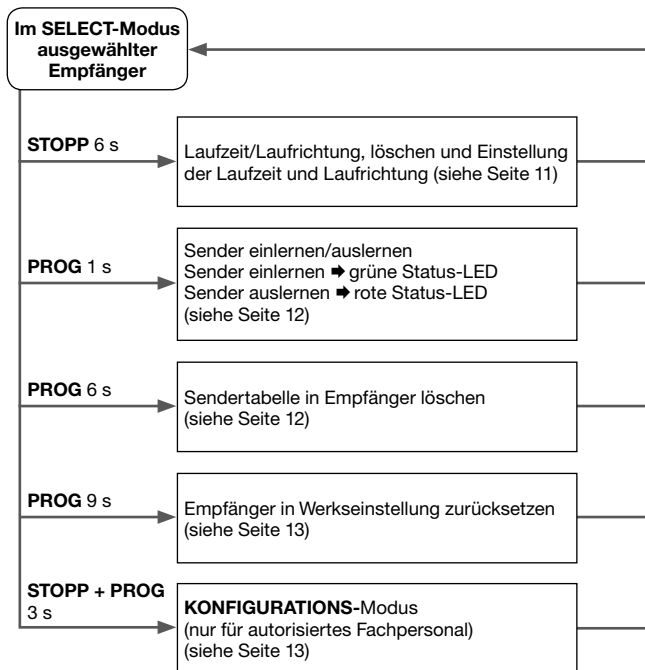 Im SELECT-Modus
ausgewählter
Empfänger
STOPP 6 s
Laufzeit/Laufrichtung, löschen und Einstellung
der Laufzeit und Laufrichtung (siehe Seite 11)
PROG 1 s
Sender einlernen/auslernen
Sender einlernen ➡ grüne Status-LED
Sender auslernen ➡ rote Status-LED
(siehe Seite 12)
PROG 6 s
Sendertabelle in Empfänger löschen
(siehe Seite 12)
PROG 9 s
Empfänger in Werkseinstellung zurücksetzen
(siehe Seite 13)
STOPP + PROG
3 s
KONFIGURATIONS-Modus
(nur für autorisiertes Fachpersonal)
(siehe Seite 13)